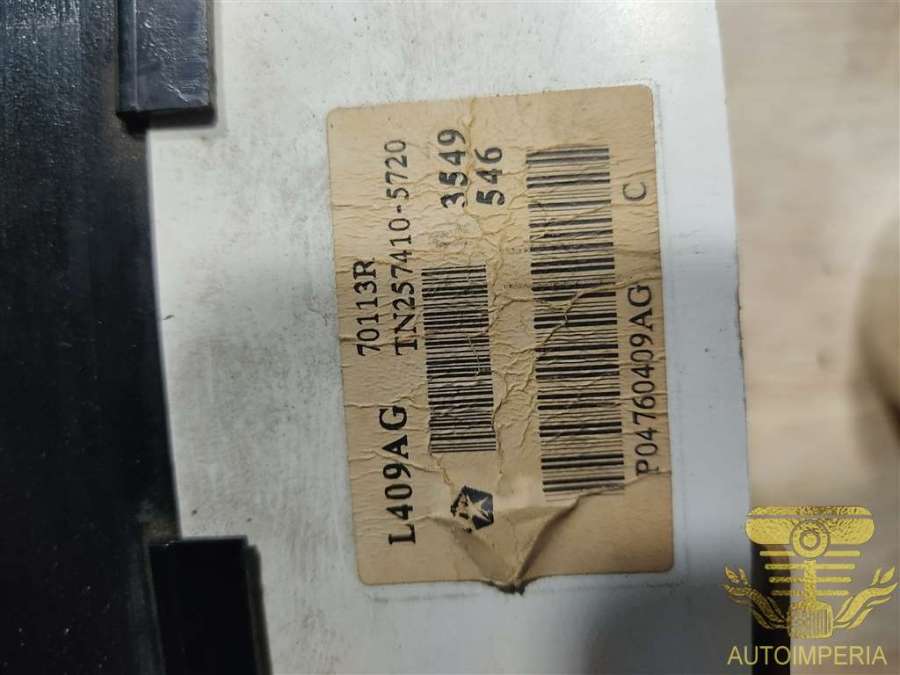 70113R
L409AG TN257410-5720
3549
546
P04760409AG C
AUTOIMPERIA